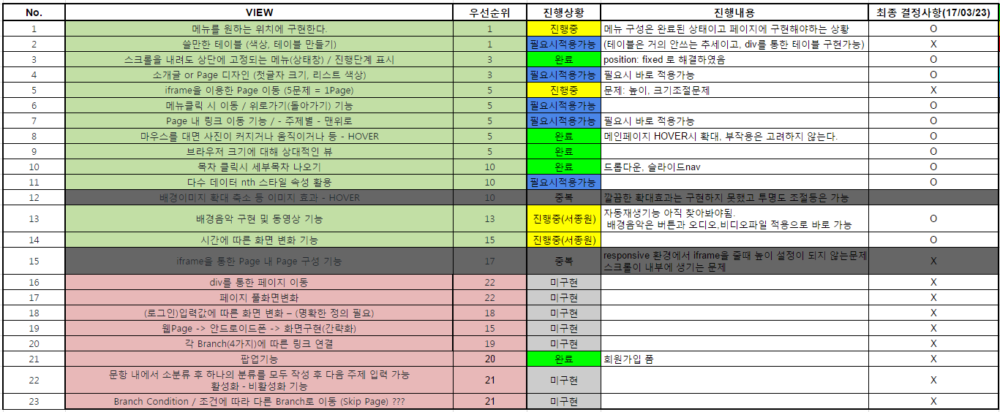 No. VIEW 우선순위 진행상황 진행내용 최종 결정사항(17/03/23)
1 메뉴를 원하는 위치에 구현한다. 1 진행중 메뉴 구성은 완료된 상태이고 페이지에 구현해야하는 상황 O
2 쓸만한 테이블 (색상, 테이블 만들기) 1 필요시적용가능 (테이블은 거의 안쓰는 추세이고, div를 통한 테이블 구현가능) X
3 스크롤을 내려도 상단에 고정되는 메뉴(상태창) / 진행단계 표시 3 완료 position: fixed 로 해결하였음 O
4 소개글 or Page 디자인 (첫글자 크기, 리스트 색상) 3 필요시적용가능 필요시 바로 적용가능 O
5 iframe을 이용한 Page 이동 (5문제 = 1Page) 5 진행중 문제: 높이, 크기조절문제 X
6 메뉴클릭 시 이동 / 위로가기(돌아가기) 기능 5 필요시적용가능 O
7 Page 내 링크 이동 기능 / - 주제별 - 맨위로 5 필요시적용가능 필요시 바로 적용가능 O
8 마우스를 대면 사진이 커지거나 움직이거나 등 - HOVER 5 완료 메인페이지 HOVER시 확대, 부작용은 고려하지 않는다. O
9 브라우저 크기에 대해 상대적인 뷰 5 완료 O
10 목차 클릭시 세부목차 나오기 10 완료 드롭다운, 슬라이드nav O
11 다수 데이터 nth 스타일 속성 활용 10 필요시적용가능 O
12 배경이미지 확대 축소 등 이미지 효과 - HOVER 10 중복 깔끔한 확대효과는 구현하지 못했고 투명도 조절등은 가능
13 배경음악 구현 및 동영상 기능 13 진행중(서종원) 자동재생기능 아직 찾아봐야됨. O
배경음악은 버튼과 오디오,비디오파일 적용으로 바로 가능
14 시간에 따른 화면 변화 기능 15 진행중(서종원) O
15 iframe을 통한 Page 내 Page 구성 기능 17 중복 responsive 환경에서 iframe을 줄때 높이 설정이 되지 않는문제 X
스크롤이 내부에 생기는 문제
16 div를 통한 페이지 이동 22 미구현 X
17 페이지 풀화면변화 22 미구현 X
18 (로그인)입력값에 따른 화면 변화 – (명확한 정의 필요) 18 미구현 X
19 웹Page -> 안드로이드폰 -> 화면구현(간략화) 15 미구현 X
20 각 Branch(4가지)에 따른 링크 연결 19 미구현 X
21 팝업기능 20 완료 회원가입 폼 X
22 문항 내에서 소분류 후 하나의 분류를 모두 작성 후 다음 주제 입력 가능 21 미구현 X
활성화 - 비활성화 기능
23 Branch Condition / 조건에 따라 다른 Branch로 이동 (Skip Page) ??? 21 미구현 X